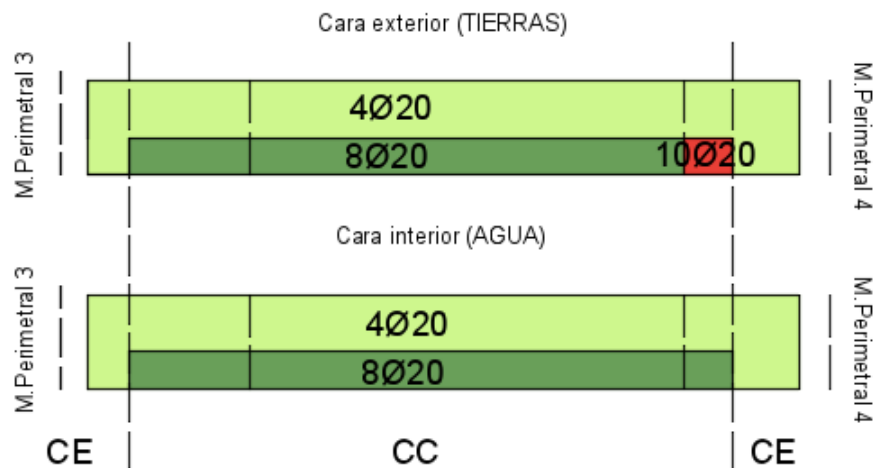 Cara exterior (TIERRAS)
M.Perimetral 3
4Ø20
8Ø20
10Ø20
M.Perimetral 4
Cara interior (AGUA)
M.Perimetral 3
4Ø20
8Ø20
M.Perimetral 4
CE
CC
CE